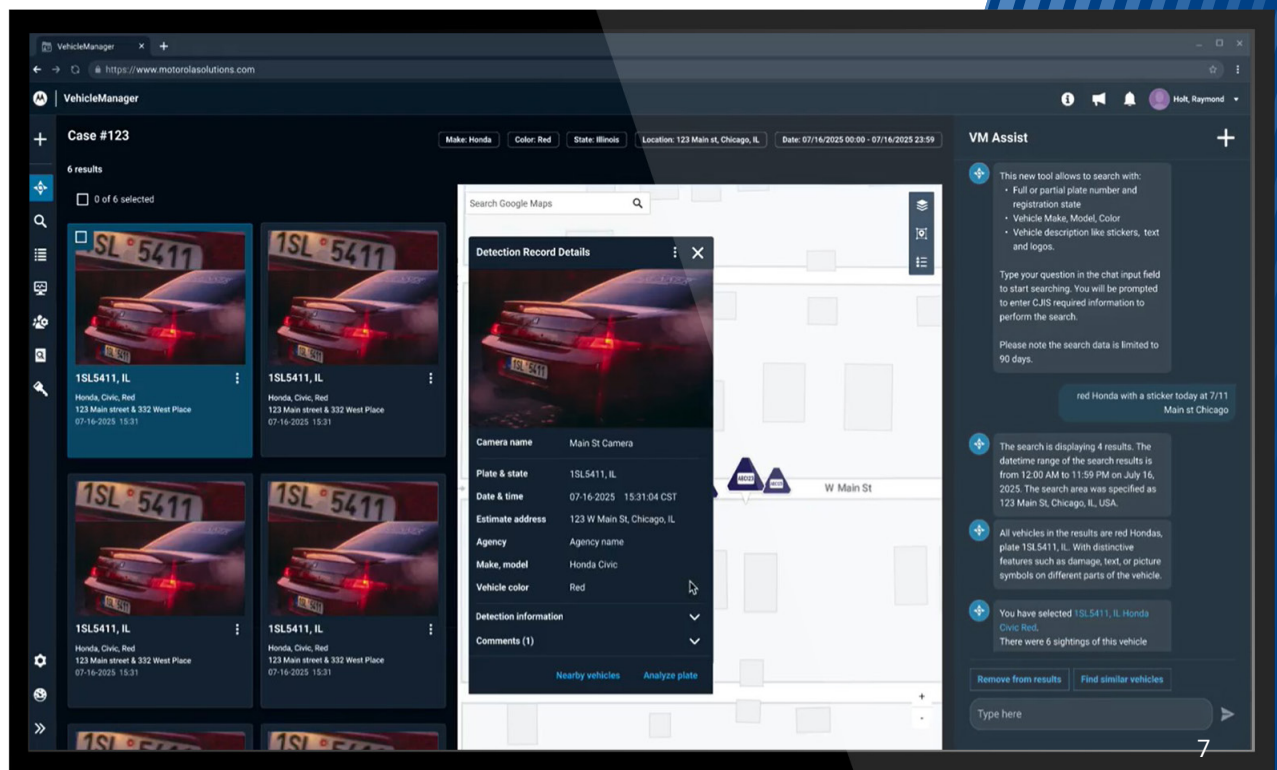 VehicleManager
https://www.motorolasolutions.com
VehicleManager
Holt, Raymond
Case #123
Make: Honda
Color: Red
State: Illinois
Location: 123 Main st, Chicago, IL
Date: 07/16/2025 00:00 - 07/16/2025 23:59
6 results
0 of 6 selected
1SL 5411
1SL5411, IL
Honda, Civic, Red
123 Main street & 332 West Place
07-16-2025 15:31
1SL 5411
1SL5411, IL
Honda, Civic, Red
123 Main street & 332 West Place
07-16-2025 15:31
1SL 5411
1SL5411, IL
Honda, Civic, Red
123 Main street & 332 West Place
07-16-2025 15:31
1SL 5411
1SL5411, IL
Honda, Civic, Red
123 Main street & 332 West Place
07-16-2025 15:31
Search Google Maps
Detection Record Details
1SL 5411
Camera name Main St Camera
Plate & state 1SL5411, IL
Date & time 07-16-2025 15:31:04 CST
Estimate address 123 W Main St, Chicago, IL
Agency Agency name
Make, model Honda Civic
Vehicle color Red
Detection information
Comments (1)
Nearby vehicles Analyze plate
ABC123
ABC123
W Main St
VM Assist
This new tool allows to search with:
• Full or partial plate number and
registration state
• Vehicle Make, Model, Color
• Vehicle description like stickers, text
and logos.
Type your question in the chat input field
to start searching. You will be prompted
to enter CJIS required information to
perform the search.
Please note the search data is limited to
90 days.
red Honda with a sticker today at 7/11
Main st Chicago
The search is displaying 4 results. The
datetime range of the search results is
from 12:00 AM to 11:59 PM on July 16,
2025. The search area was specified as
123 Main St, Chicago, IL, USA.
All vehicles in the results are red Hondas,
plate 1SL5411, IL. With distinctive
features such as damage, text, or picture
symbols on different parts of the vehicle.
You have selected 1SL5411, IL Honda
Civic Red.
There were 6 sightings of this vehicle
Remove from results
Find similar vehicles
Type here
7